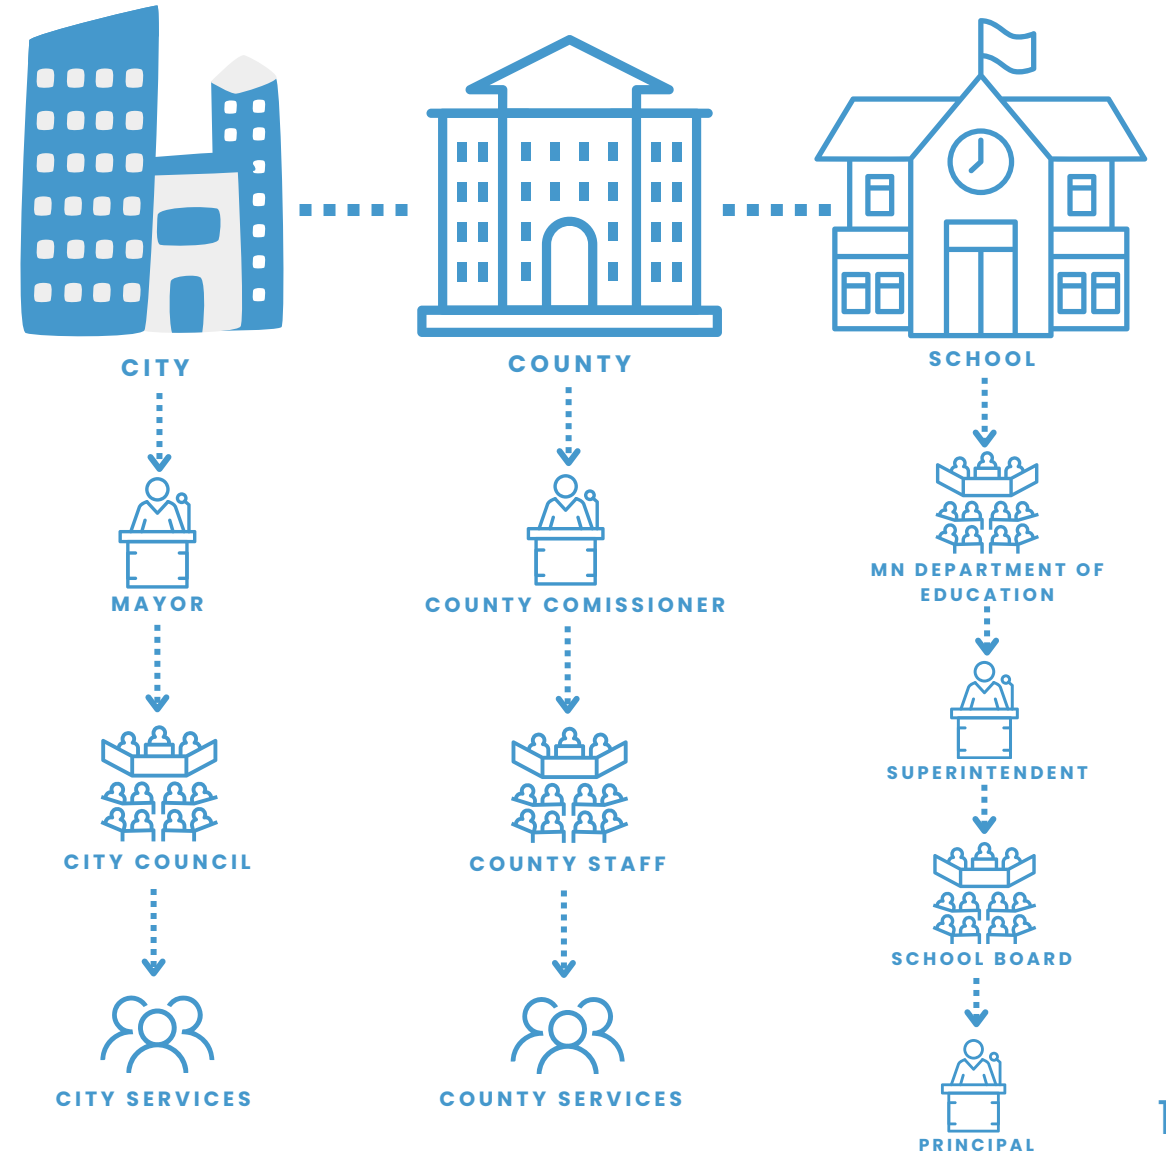 CITY
COUNTY
SCHOOL
MAYOR
COUNTY COMISSIONER
MN DEPARTMENT OF
EDUCATION
SUPERINTENDENT
CITY COUNCIL
COUNTY STAFF
SCHOOL BOARD
CITY SERVICES
COUNTY SERVICES
PRINCIPAL